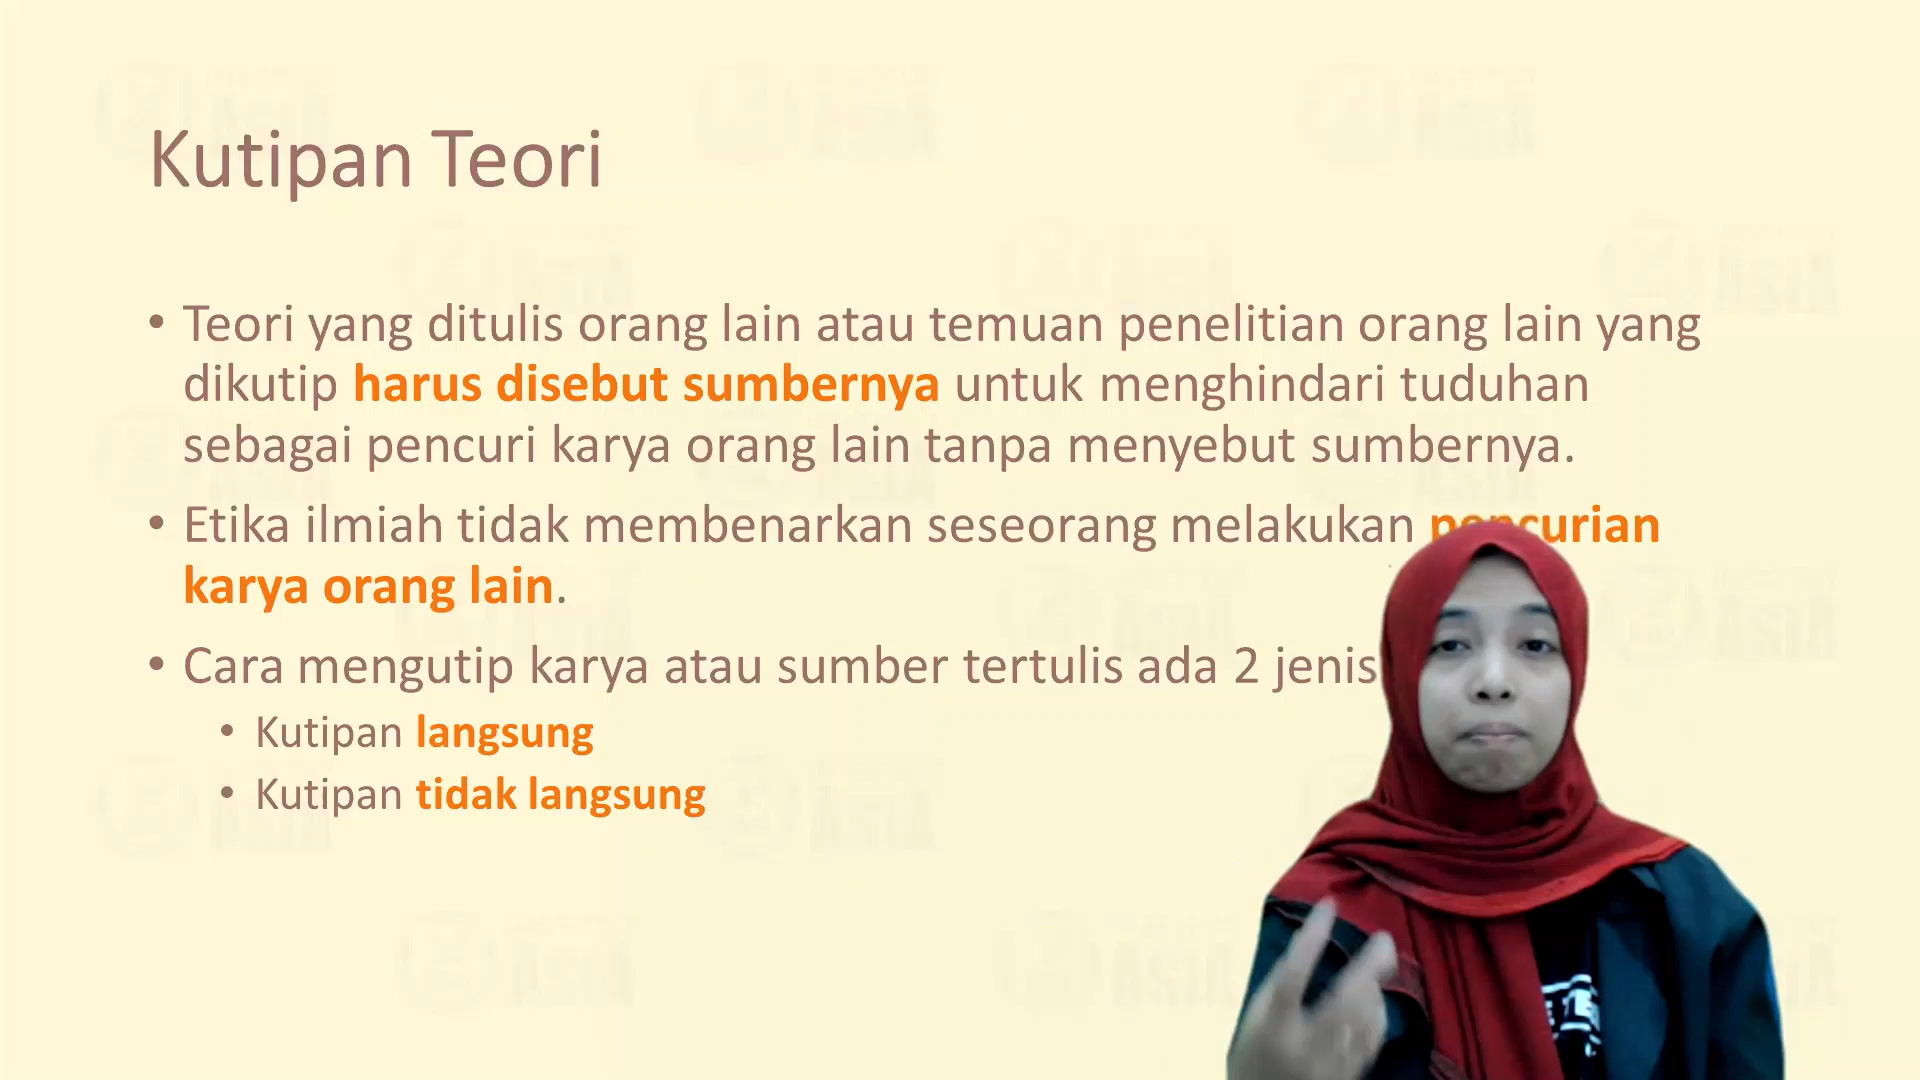 Kutipan Teori
• Teori yang ditulis orang lain atau temuan penelitian orang lain yang
dikutip harus disebut sumbernya untuk menghindari tuduhan
sebagai pencuri karya orang lain tanpa menyebut sumbernya.
• Etika ilmiah tidak membenarkan seseorang melakukan pencurian
karya orang lain.
• Cara mengutip karya atau sumber tertulis ada 2 jenis
• Kutipan langsung
• Kutipan tidak langsung
ASIA